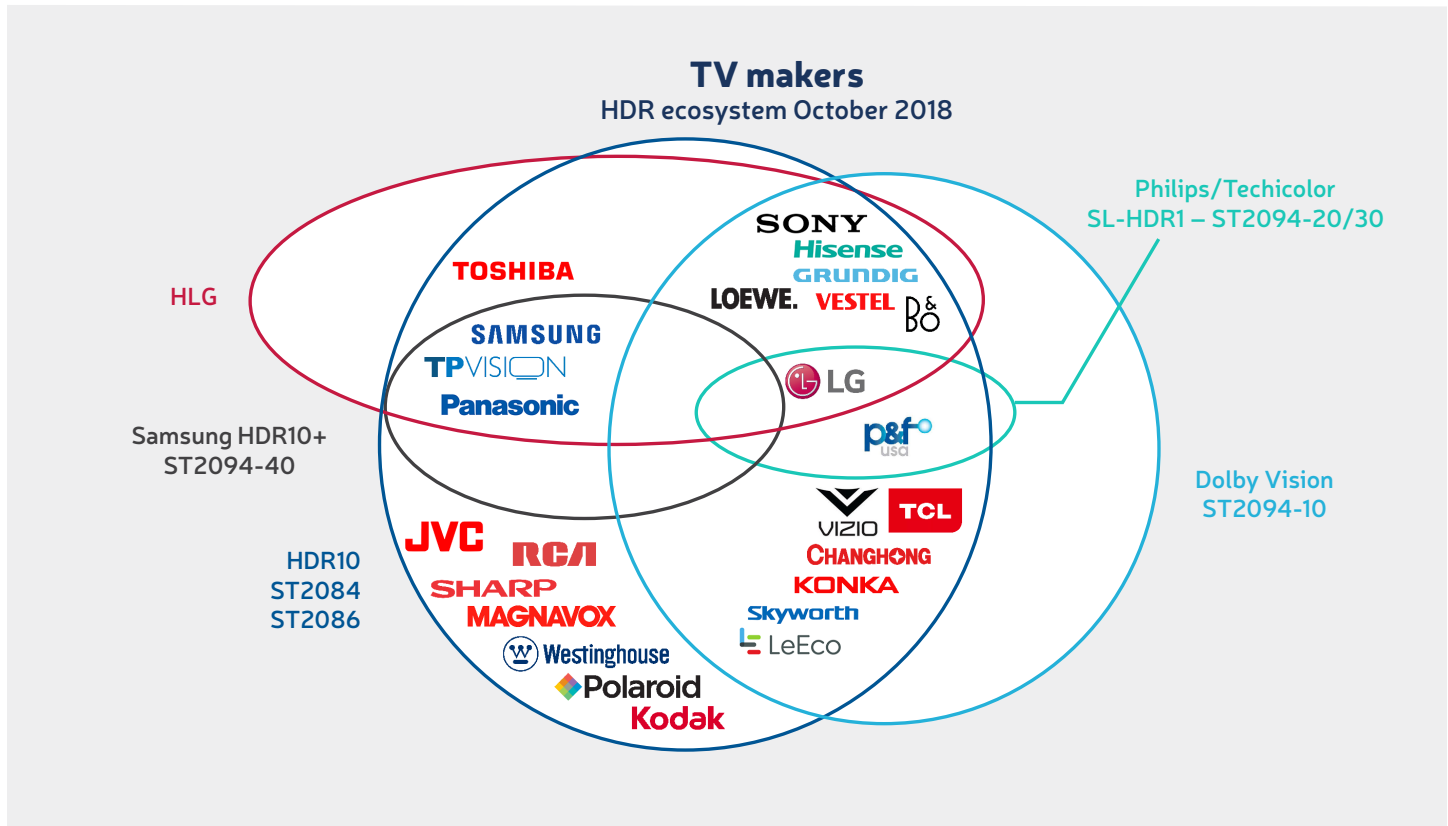 TV makers
HDR ecosystem October 2018
Philips/Techicolor
SL-HDR1 – ST2094-20/30
SONY
Hisense
GRUNDIG
TOSHIBA
LOEWE. VESTEL B&O
HLG
SAMSUNG
TPVISION
LG
Panasonic
p&f
usa
Samsung HDR10+
ST2094-40
Dolby Vision
ST2094-10
VIZIO TCL
JVC
RCA
CHANGHONG
HDR10
ST2084
ST2086
SHARP
KONKA
MAGNAVOX
Skyworth
LeEco
W Westinghouse
Polaroid
Kodak